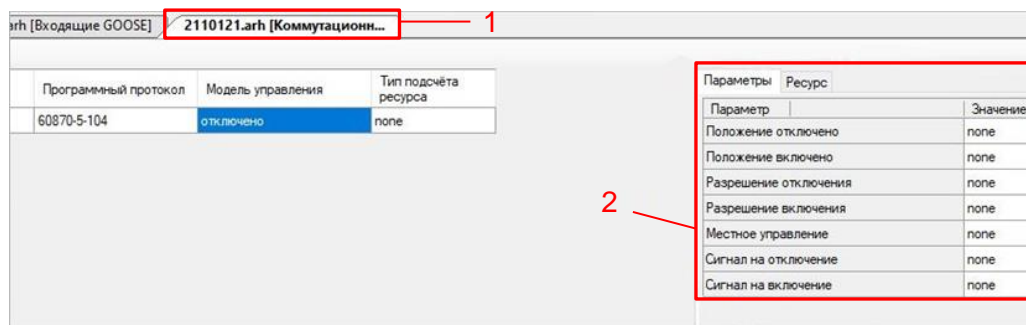 rh [Входящие GOOSE]
2110121.arh [Коммутационн...
1
Программный протокол
Модель управления
Тип подсчёта
ресурса
60870-5-104
отключено
none
2
Параметры
Ресурс
Параметр
Значение
Положение отключено
none
Положение включено
none
Разрешение отключения
none
Разрешение включения
none
Местное управление
none
Сигнал на отключение
none
Сигнал на включение
none